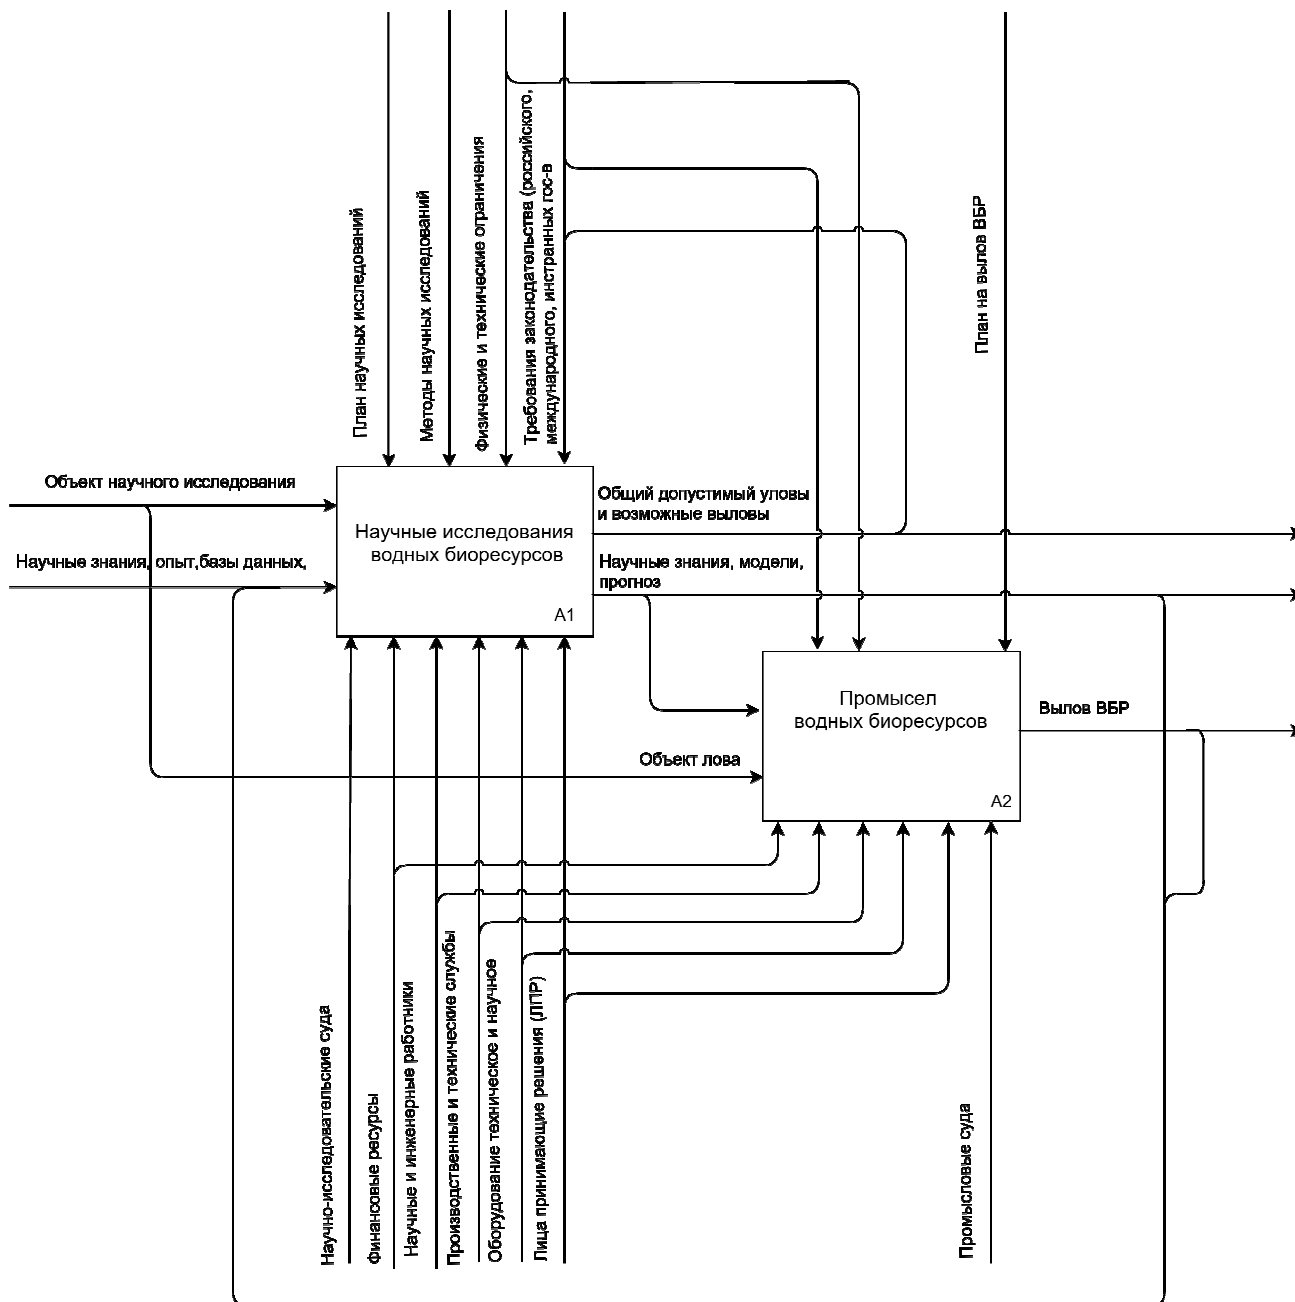 План научных исследований
Методы научных исследований
Физические и технические ограничения
Требования законодательства (российского,
международного, инстранных гос-в
План на вылов ВБР
Объект научного исследования
Научные знания, опыт,базы данных,
Научные исследования
водных биоресурсов
A1
Общий допустимый уловы
и возможные выловы
Научные знания, модели,
прогноз
Промысел
водных биоресурсов
A2
Вылов ВБР
Объект лова
Научно-исследовательские суда
Финансовые ресурсы
Научные и инженерные работники
Производственные и технические службы
Оборудование техническое и научное
Лица принимающие решения (ЛПР)
Промысловые суда